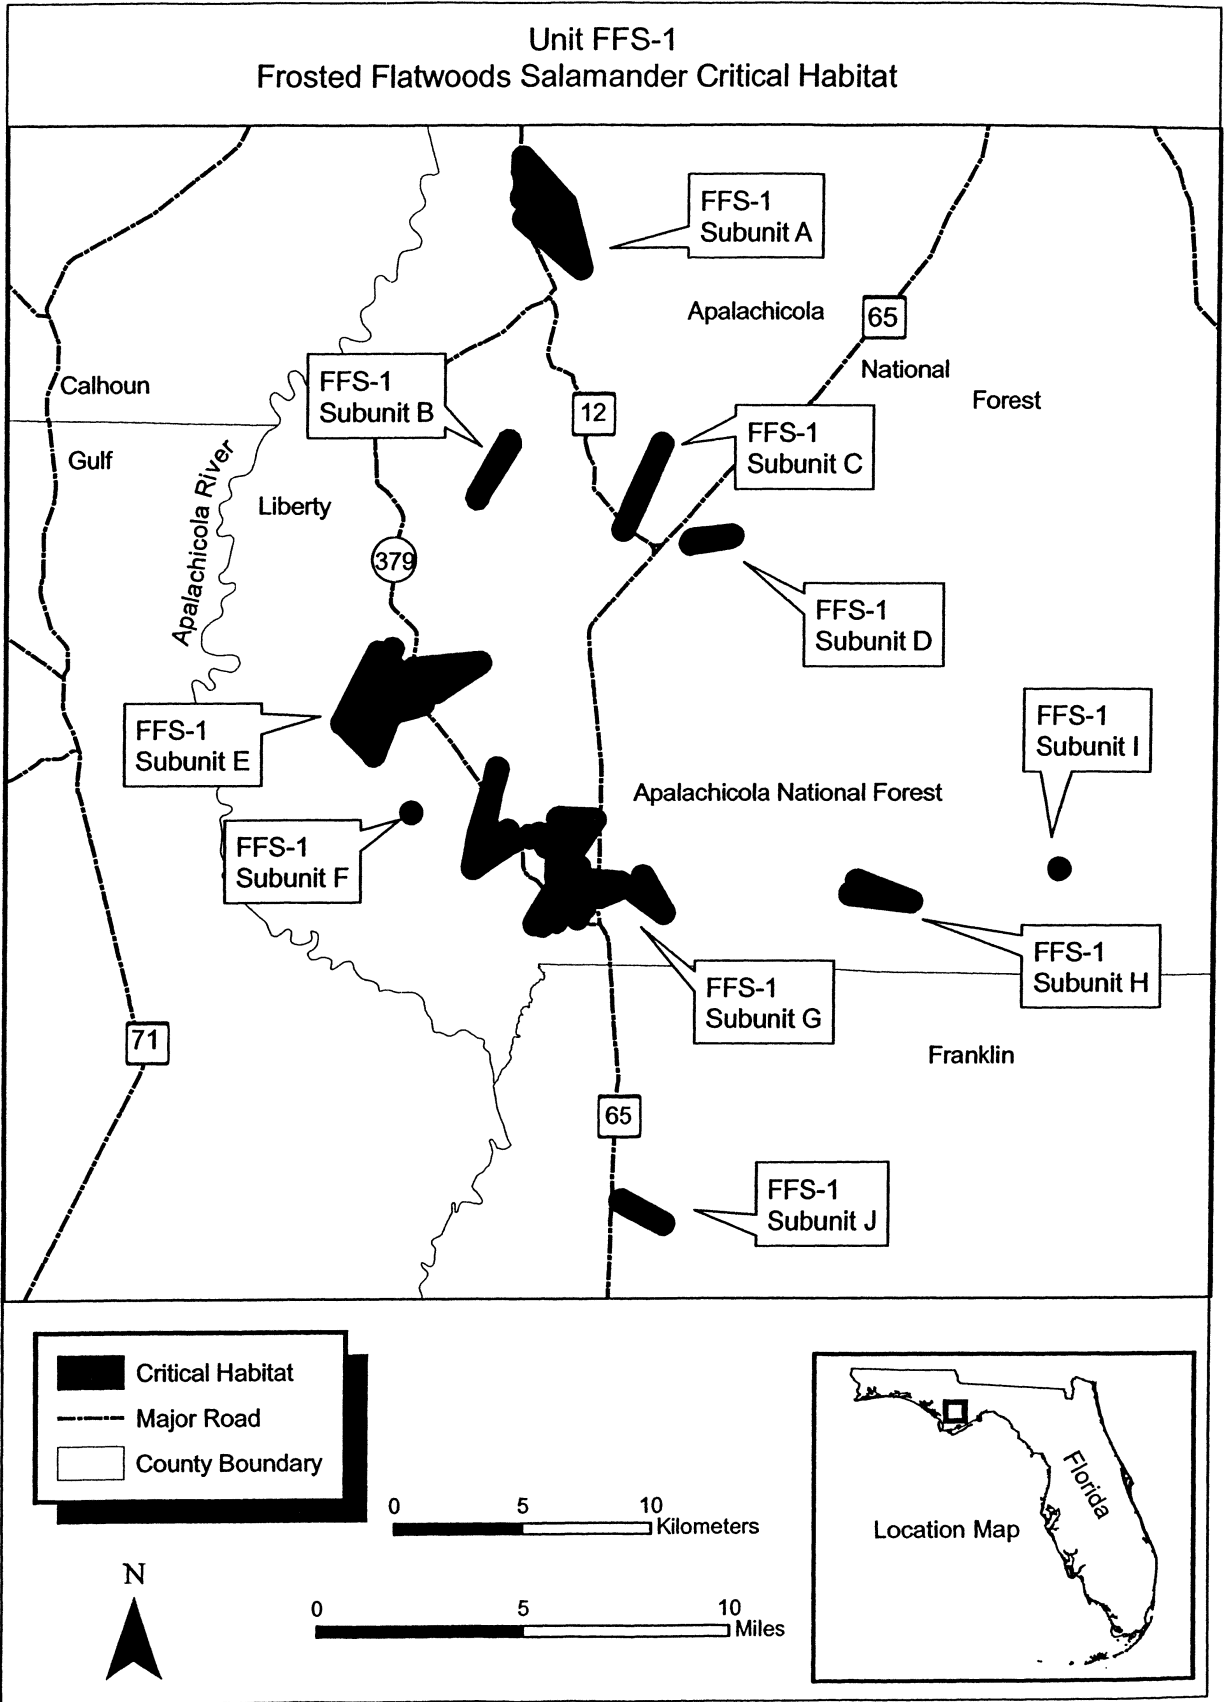 Unit FFS-1
Frosted Flatwoods Salamander Critical Habitat
FFS-1
Subunit A
Apalachicola
65
National
Forest
Calhoun
FFS-1
Subunit B
12
FFS-1
Subunit C
Gulf
Apalachicola River
Liberty
379
FFS-1
Subunit D
FFS-1
Subunit E
FFS-1
Subunit I
Apalachicola National Forest
FFS-1
Subunit F
FFS-1
Subunit H
FFS-1
Subunit G
71
Franklin
65
FFS-1
Subunit J
Critical Habitat
Major Road
County Boundary
0 5 10
Kilometers
N
0 5 10
Miles
Florida
Location Map